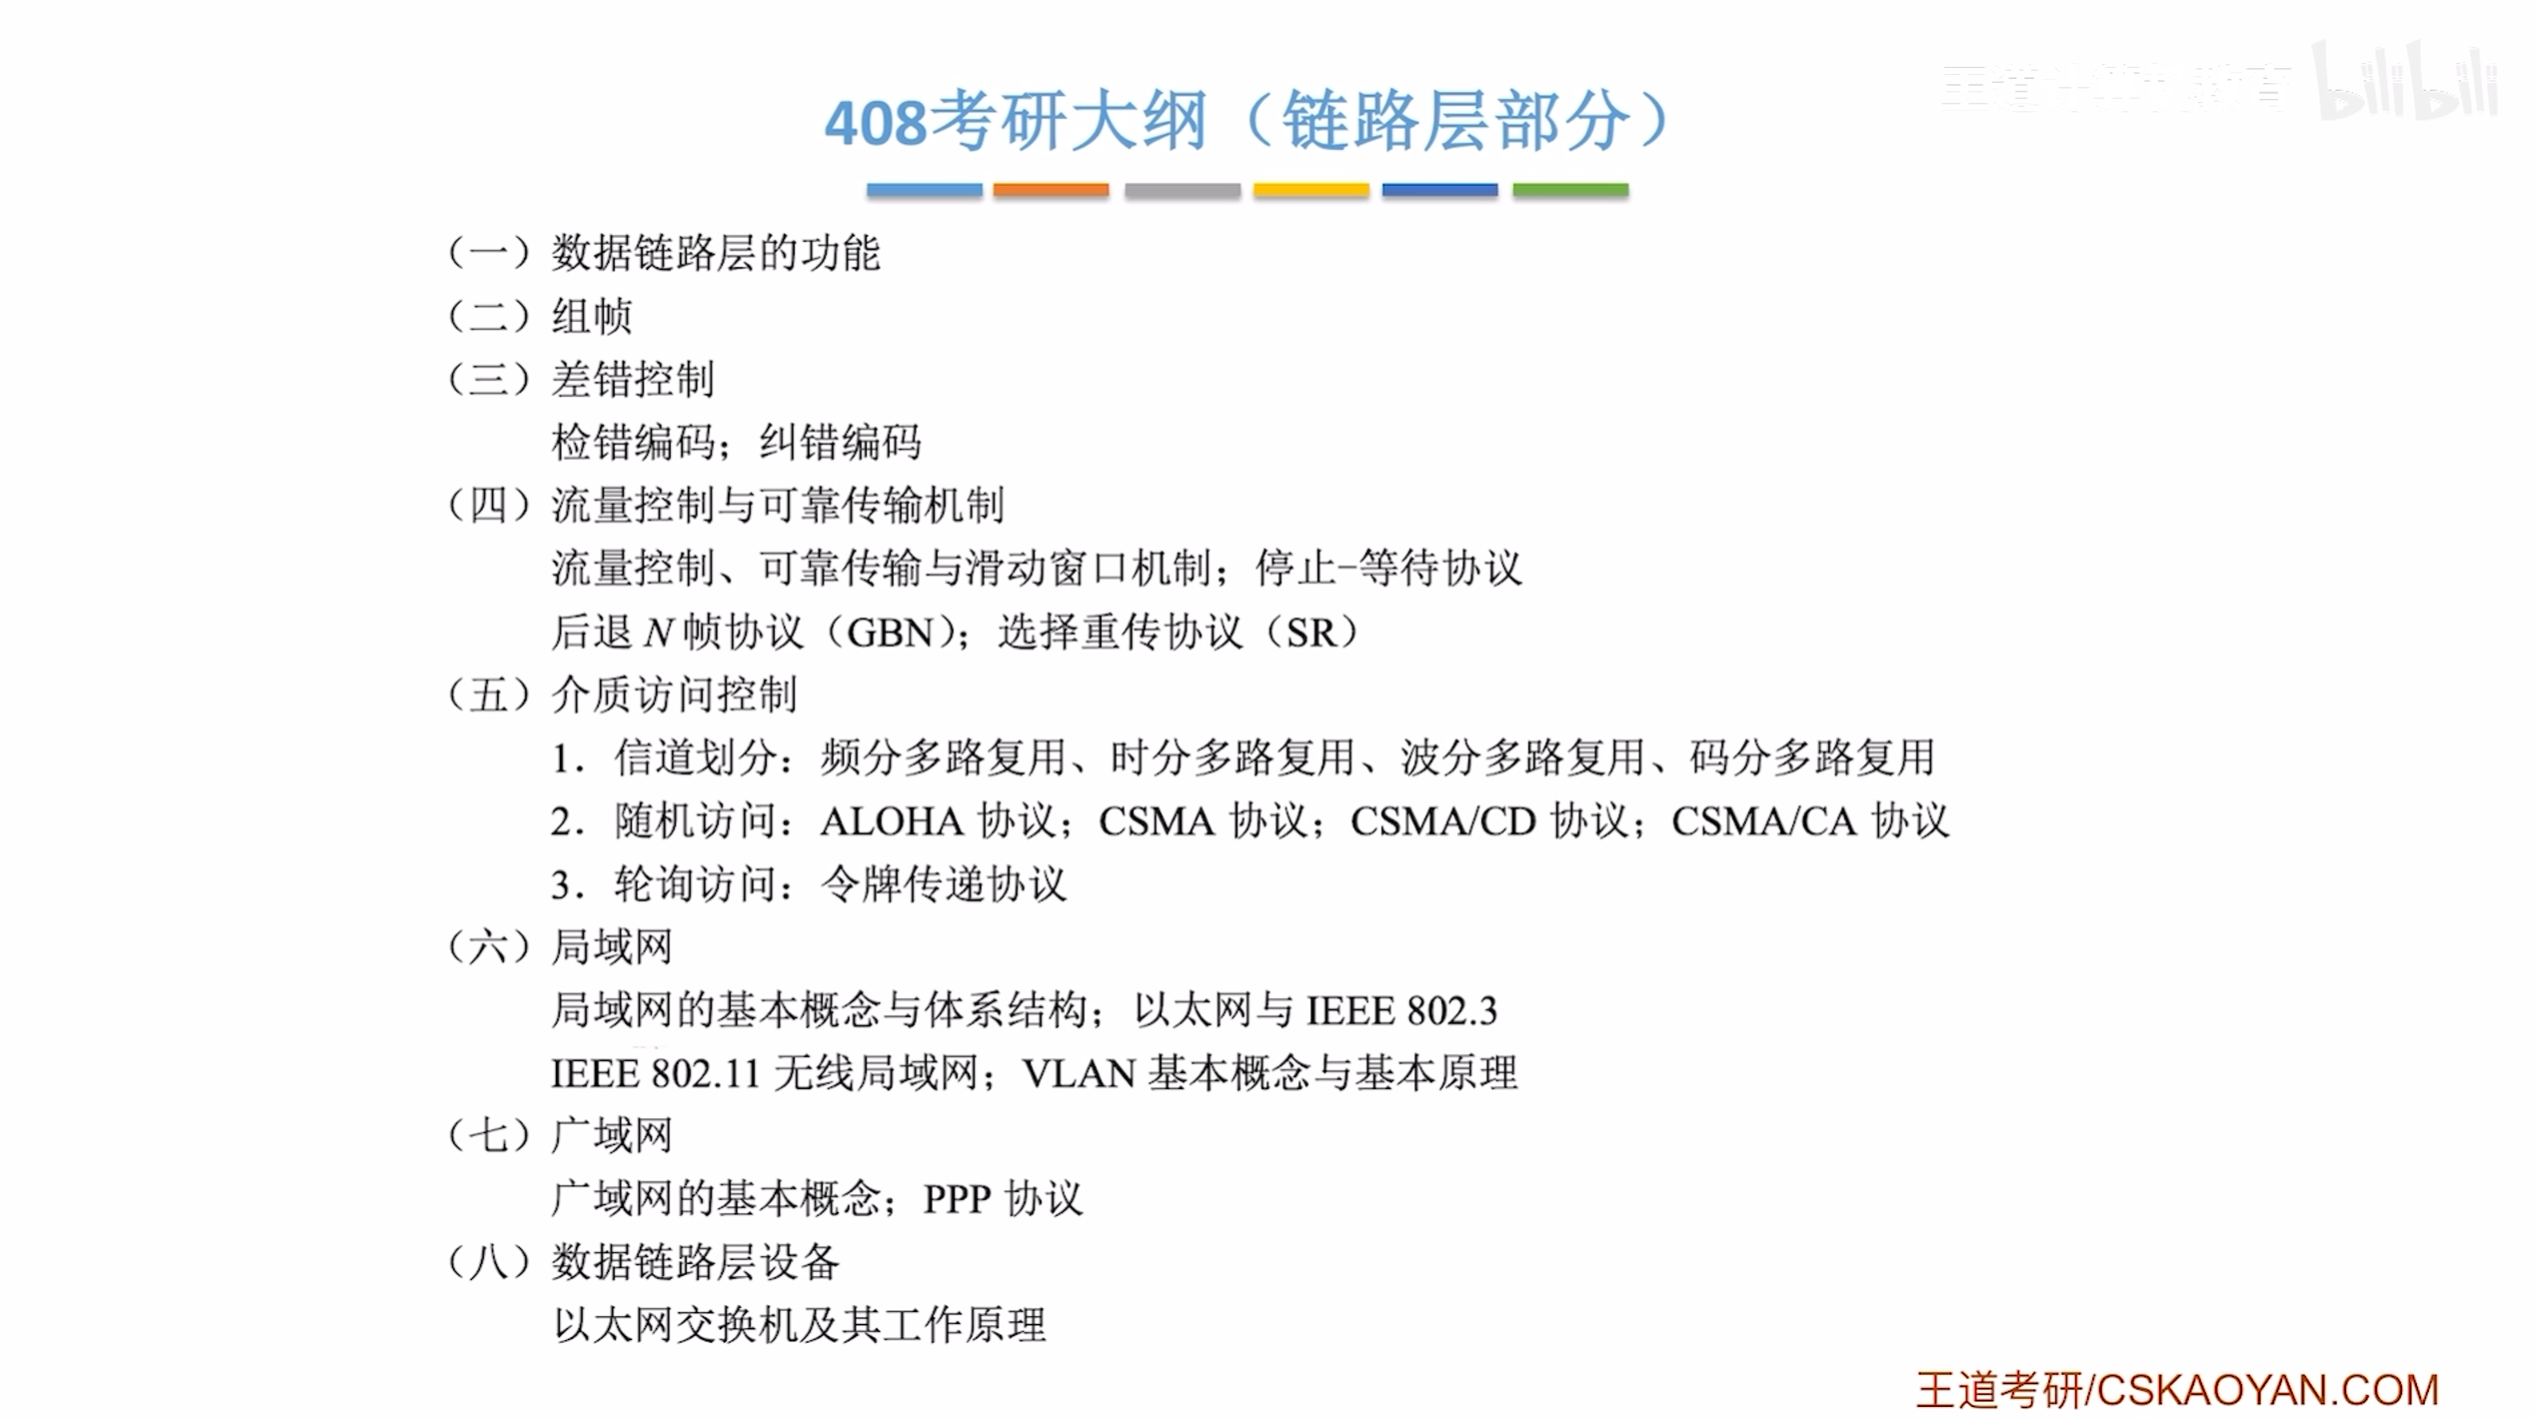 408考研大纲（链路层部分）
bilibili
（一）数据链路层的功能
（二）组帧
（三）差错控制
检错编码；纠错编码
（四）流量控制与可靠传输机制
流量控制、可靠传输与滑动窗口机制；停止-等待协议
后退 N 帧协议（GBN）；选择重传协议（SR）
（五）介质访问控制
1．信道划分：频分多路复用、时分多路复用、波分多路复用、码分多路复用
2．随机访问：ALOHA 协议；CSMA 协议；CSMA/CD 协议；CSMA/CA 协议
3．轮询访问：令牌传递协议
（六）局域网
局域网的基本概念与体系结构；以太网与 IEEE 802.3
IEEE 802.11 无线局域网；VLAN 基本概念与基本原理
（七）广域网
广域网的基本概念；PPP 协议
（八）数据链路层设备
以太网交换机及其工作原理
王道考研/CSKAOYAN.COM